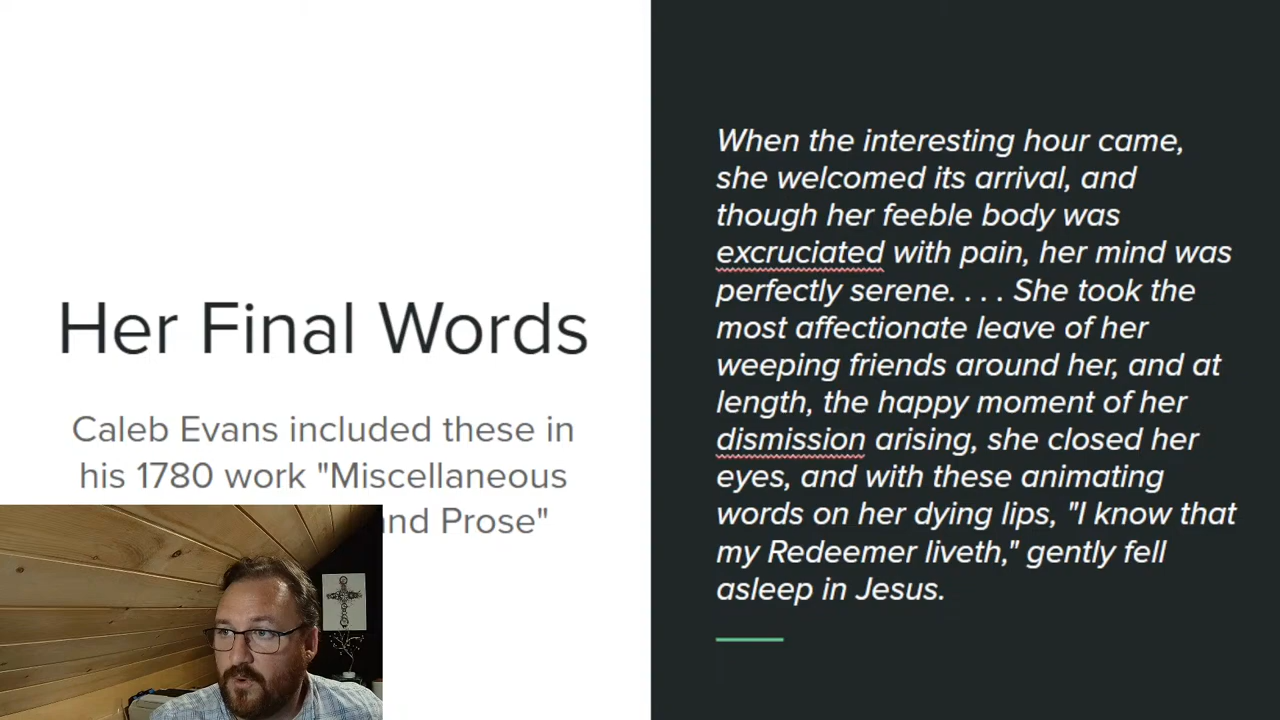 Her Final Words
Caleb Evans included these in
his 1780 work "Miscellaneous
and Prose"
When the interesting hour came,
she welcomed its arrival, and
though her feeble body was
excruciated with pain, her mind was
perfectly serene. . . . She took the
most affectionate leave of her
weeping friends around her, and at
length, the happy moment of her
dismission arising, she closed her
eyes, and with these animating
words on her dying lips, "I know that
my Redeemer liveth," gently fell
asleep in Jesus.